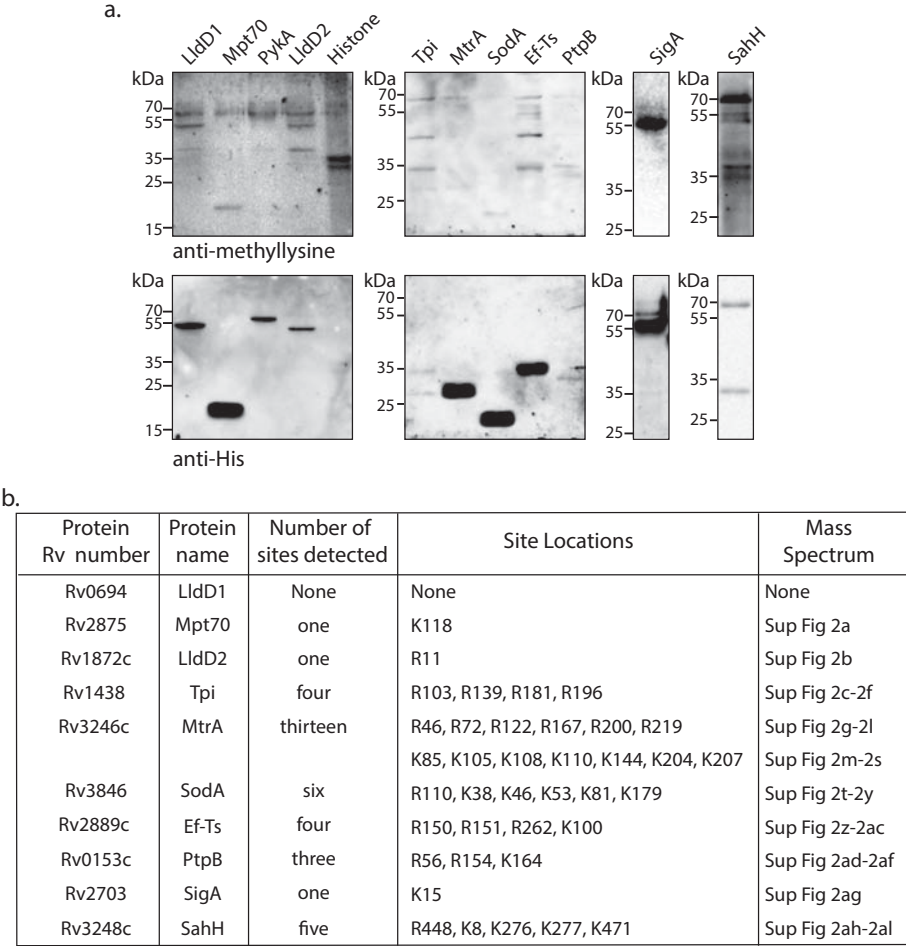 a.
LldD1 Mpt70 PykA LldD2 Histone Tpi MtrA SodA Ef-Ts PtpB SigA SahH
kDa kDa kDa kDa
70 55 35 25 15
70 55 35 25
70 55 35 25
70 55 35 25
anti-methyllysine
kDa kDa kDa kDa
70 55 35 25 15
70 55 35 25
70 55 35 25
70 55 35 25
anti-His
b.
Protein Protein Number of Site Locations Mass
Rv number name sites detected Spectrum
Rv0694 LldD1 None None None
Rv2875 Mpt70 one K118 Sup Fig 2a
Rv1872c LldD2 one R11 Sup Fig 2b
Rv1438 Tpi four R103, R139, R181, R196 Sup Fig 2c-2f
Rv3246c MtrA thirteen R46, R72, R122, R167, R200, R219 Sup Fig 2g-2l
K85, K105, K108, K110, K144, K204, K207 Sup Fig 2m-2s
Rv3846 SodA six R110, K38, K46, K53, K81, K179 Sup Fig 2t-2y
Rv2889c Ef-Ts four R150, R151, R262, K100 Sup Fig 2z-2ac
Rv0153c PtpB three R56, R154, K164 Sup Fig 2ad-2af
Rv2703 SigA one K15 Sup Fig 2ag
Rv3248c SahH five R448, K8, K276, K277, K471 Sup Fig 2ah-2al